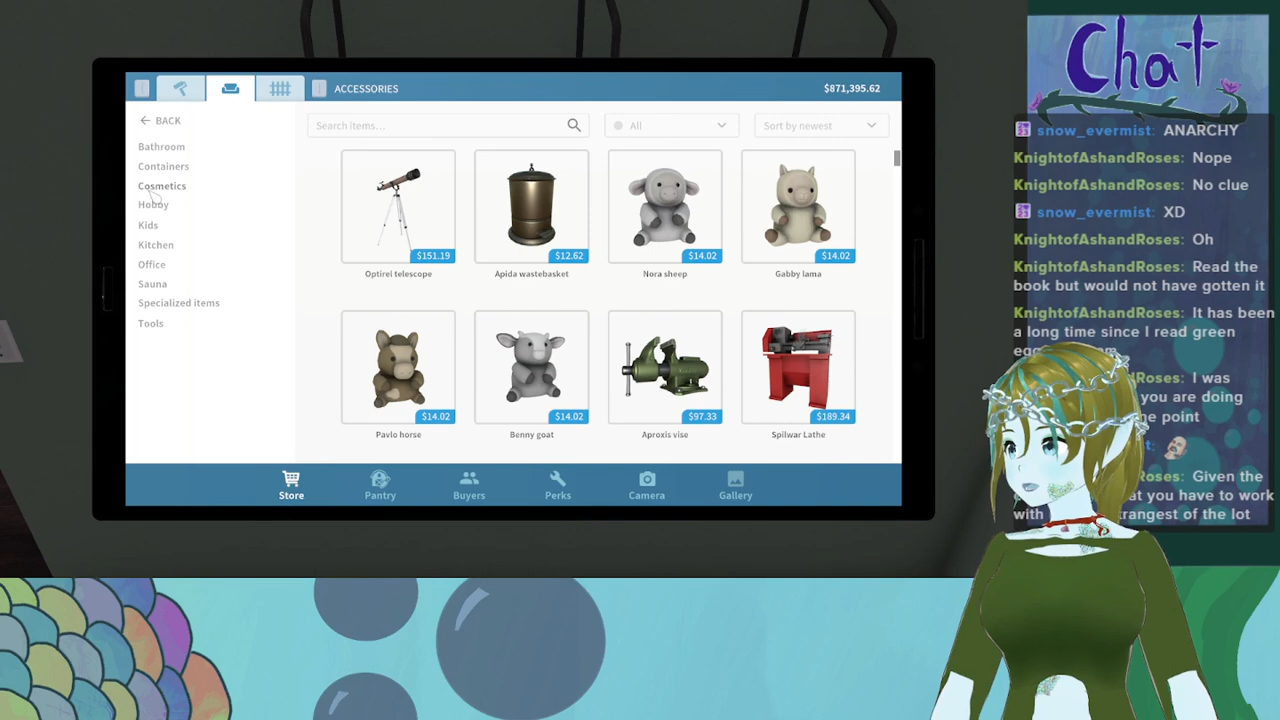 ACCESSORIES
$871,395.62
BACK
Search items...
All
Sort by newest
Bathroom
Containers
Cosmetics
Hobby
Kids
Kitchen
Office
Sauna
Specialized items
Tools
$151.19
$12.62
$14.02
$14.02
Optirel telescope
Apida wastebasket
Nora sheep
Gabby lama
$14.02
$14.02
$97.33
$189.34
Pavlo horse
Benny goat
Aproxis vise
Spilwar Lathe
Store
Pantry
Buyers
Perks
Camera
Gallery
Chat
snow_evermist: ANARCHY
KnightofAshandRoses: Nope
KnightofAshandRoses: No clue
snow_evermist: XD
KnightofAshandRoses: Oh
KnightofAshandRoses: Read the
book but would not have gotten it
KnightofAshandRoses: It has been
a long time since I read green
Roses: I was
you are doing
point
Roses: Given the
you have to work
with
of the lot